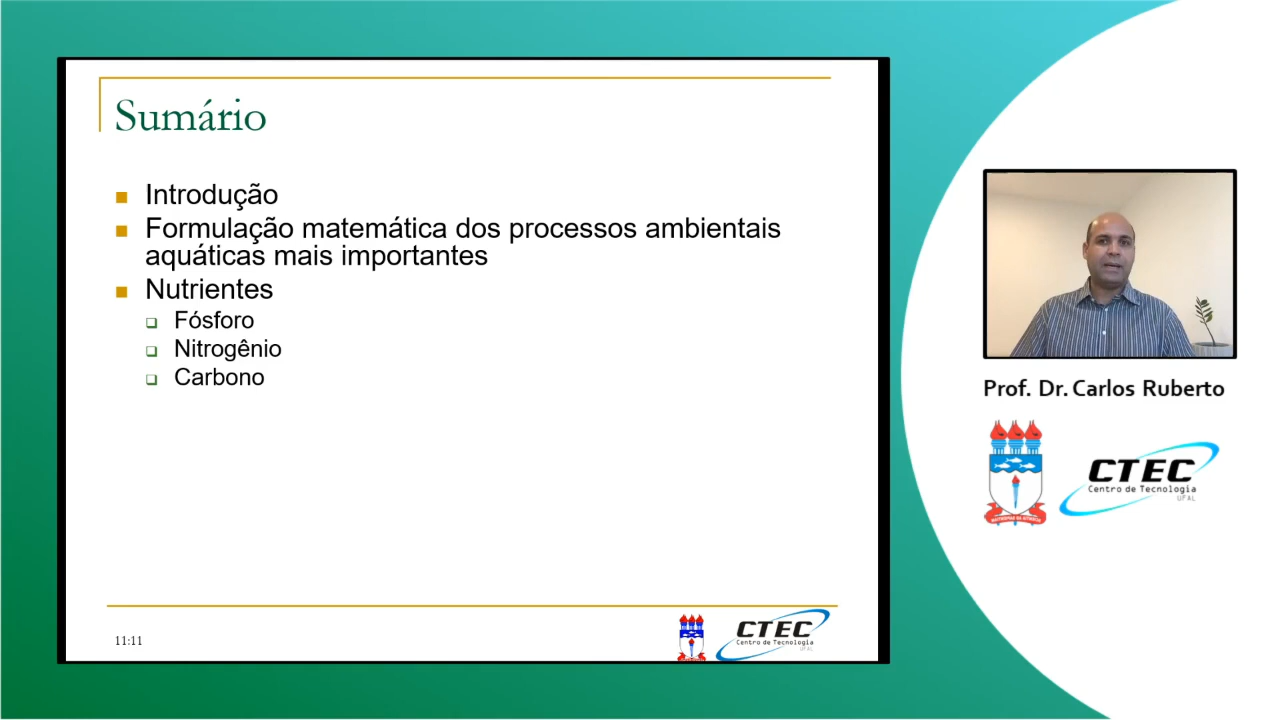 Sumário
Introdução
Formulação matemática dos processos ambientais
aquáticas mais importantes
Nutrientes
Fósforo
Nitrogênio
Carbono
11:11
CTEC
Centro de Tecnologia
UFAL
Prof. Dr. Carlos Ruberto
CTEC
Centro de Tecnologia
UFAL